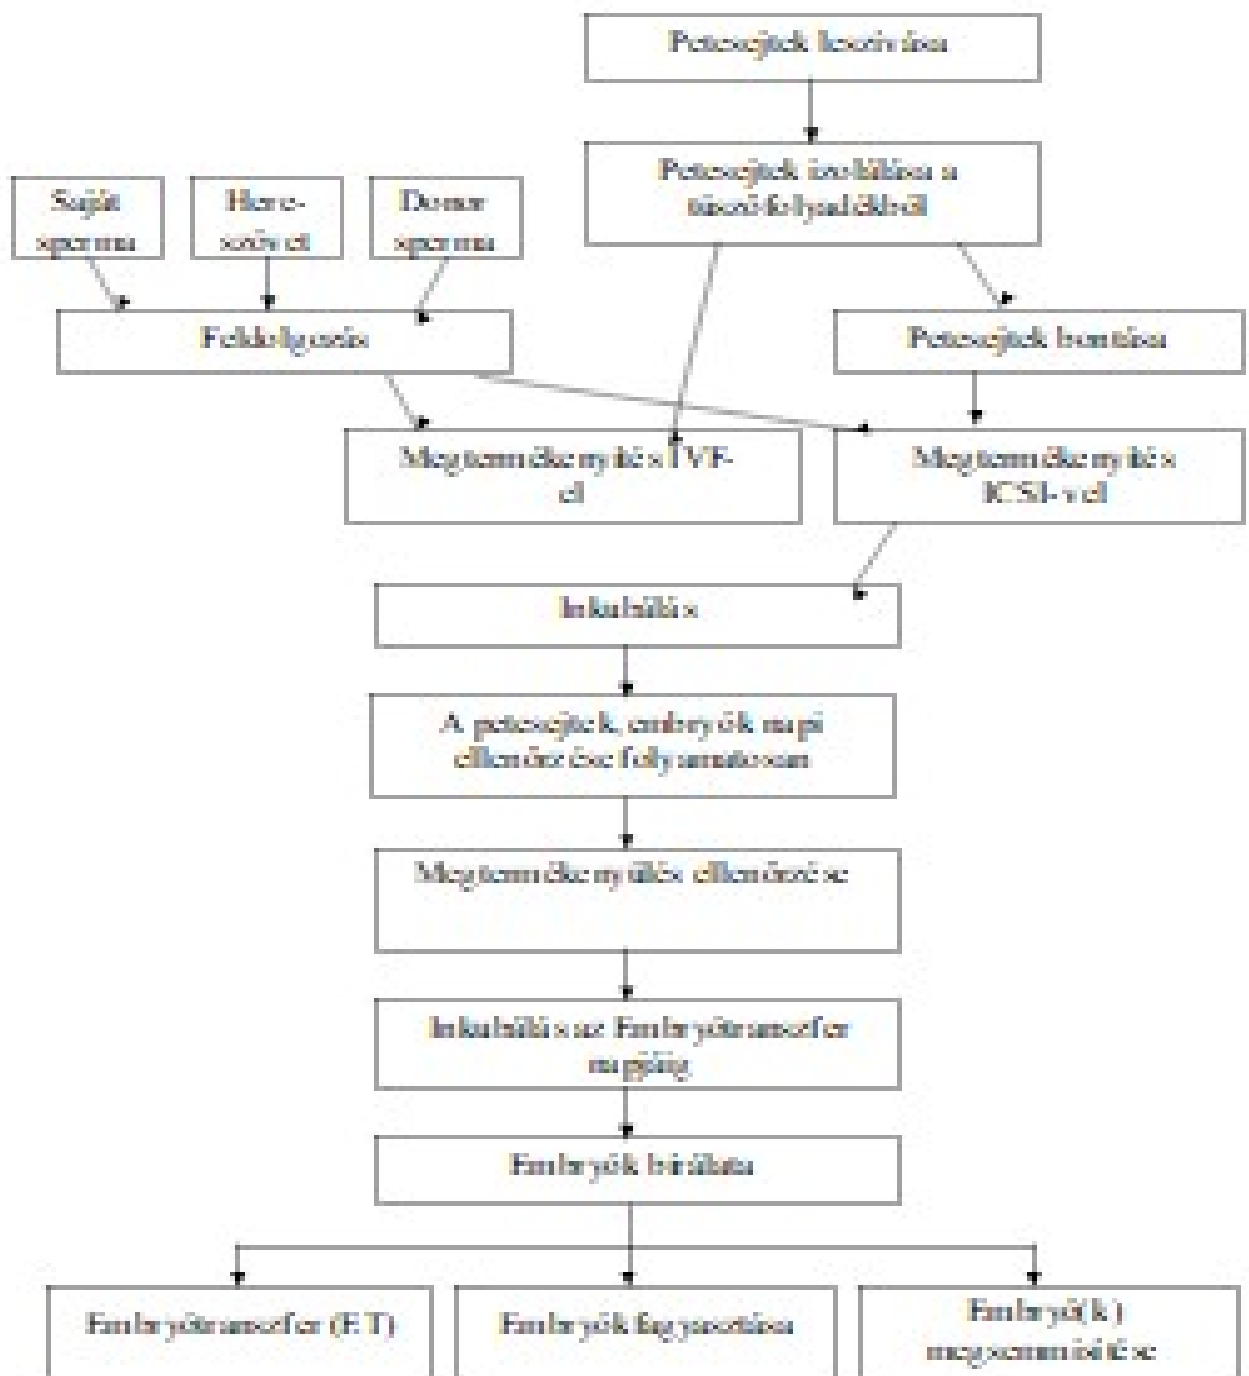 Petesejtek leszívása
Petesejtek izolálása a
tüszőfolyadékból
Saját
sperma
Here-
szövet
Donor
sperma
Feldolgozás
Petesejtek bontása
Megtermékenyítés IVF-
el
Megtermékenyítés
ICSI-vel
Inkubálás
A petesejtek, embryók napi
ellenőrzése folyamatosan
Megtermékenyülés ellenőrzése
Inkubálás az Embryótranszfer
napjáig
Embryók bírálata
Embryótranszfer (ET)
Embryók fagyasztása
Embryó(k)
megsemmisítése